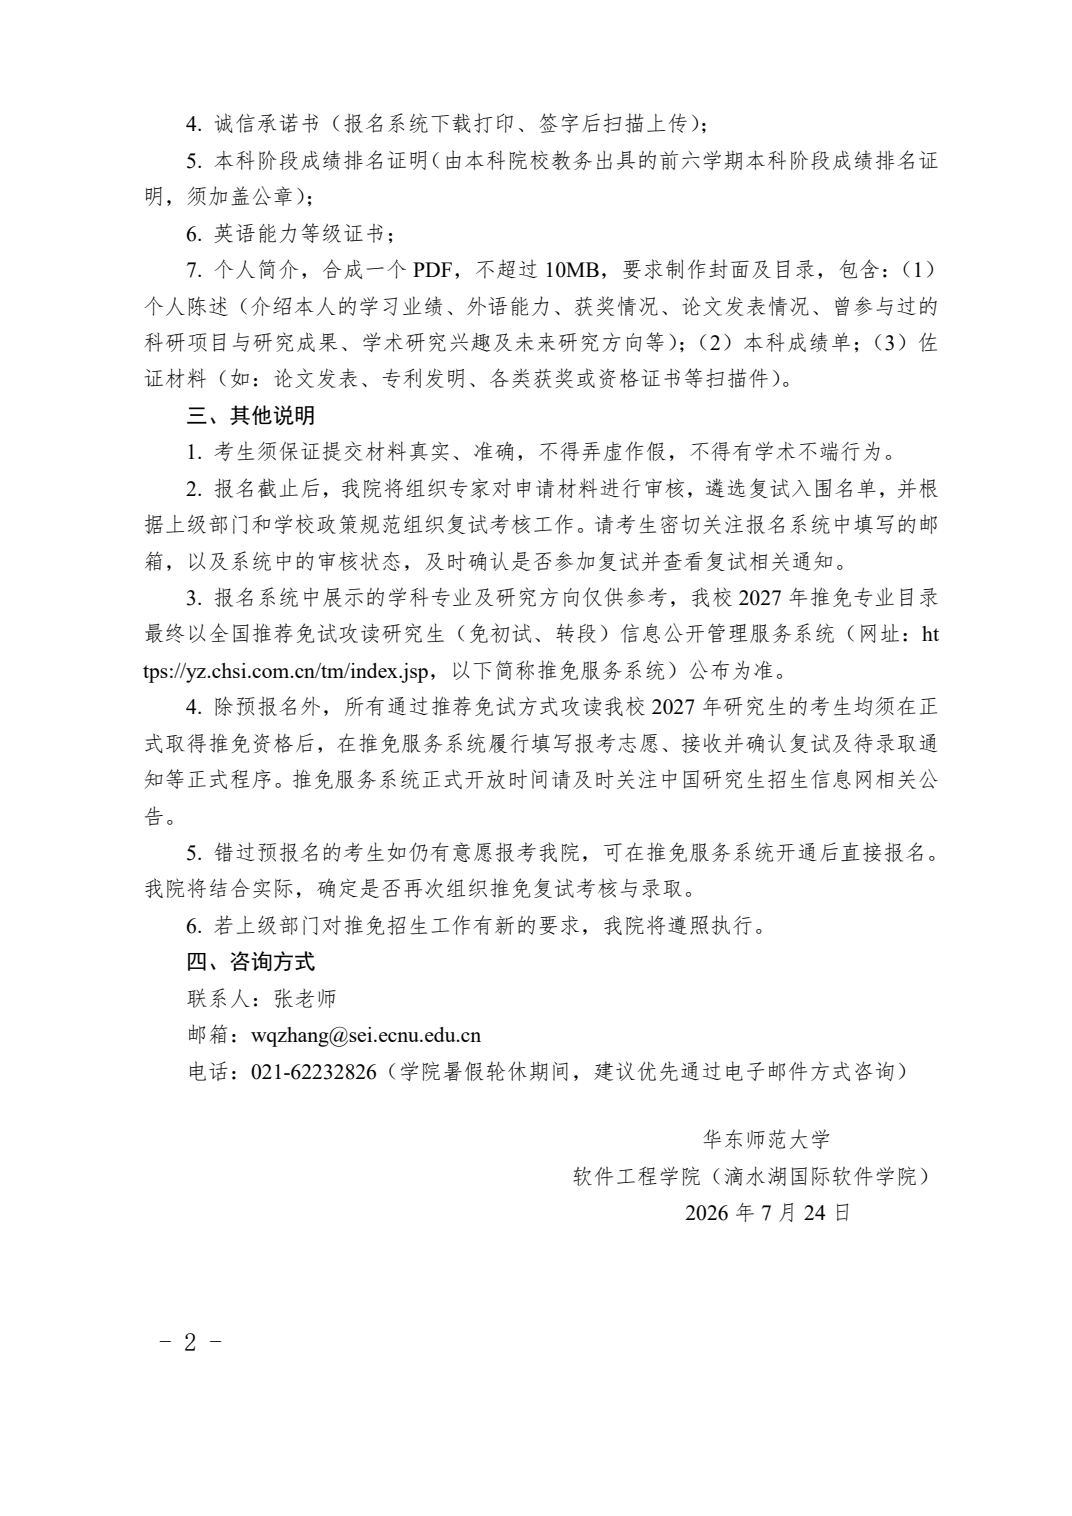 4. 诚信承诺书（报名系统下载打印、签字后扫描上传）；
5. 本科阶段成绩排名证明（由本科院校教务出具的前六学期本科阶段成绩排名证
明，须加盖公章）；
6. 英语能力等级证书；
7. 个人简介，合成一个 PDF，不超过 10MB，要求制作封面及目录，包含：（1）
个人陈述（介绍本人的学习业绩、外语能力、获奖情况、论文发表情况、曾参与过的
科研项目与研究成果、学术研究兴趣及未来研究方向等）；（2）本科成绩单；（3）佐
证材料（如：论文发表、专利发明、各类获奖或资格证书等扫描件）。
三、其他说明
1. 考生须保证提交材料真实、准确，不得弄虚作假，不得有学术不端行为。
2. 报名截止后，我院将组织专家对申请材料进行审核，遴选复试入围名单，并根
据上级部门和学校政策规范组织复试考核工作。请考生密切关注报名系统中填写的邮
箱，以及系统中的审核状态，及时确认是否参加复试并查看复试相关通知。
3. 报名系统中展示的学科专业及研究方向仅供参考，我校 2027 年推免专业目录
最终以全国推荐免试攻读研究生（免初试、转段）信息公开管理服务系统（网址：ht
tps://yz.chsi.com.cn/tm/index.jsp，以下简称推免服务系统）公布为准。
4. 除预报名外，所有通过推荐免试方式攻读我校 2027 年研究生的考生均须在正
式取得推免资格后，在推免服务系统履行填写报考志愿、接收并确认复试及待录取通
知等正式程序。推免服务系统正式开放时间请及时关注中国研究生招生信息网相关公
告。
5. 错过预报名的考生如仍有意愿报考我院，可在推免服务系统开通后直接报名。
我院将结合实际，确定是否再次组织推免复试考核与录取。
6. 若上级部门对推免招生工作有新的要求，我院将遵照执行。
四、咨询方式
联系人：张老师
邮箱：wqzhang@sei.ecnu.edu.cn
电话：021-62232826（学院暑假轮休期间，建议优先通过电子邮件方式咨询）
华东师范大学
软件工程学院（滴水湖国际软件学院）
2026 年 7 月 24 日
- 2 -